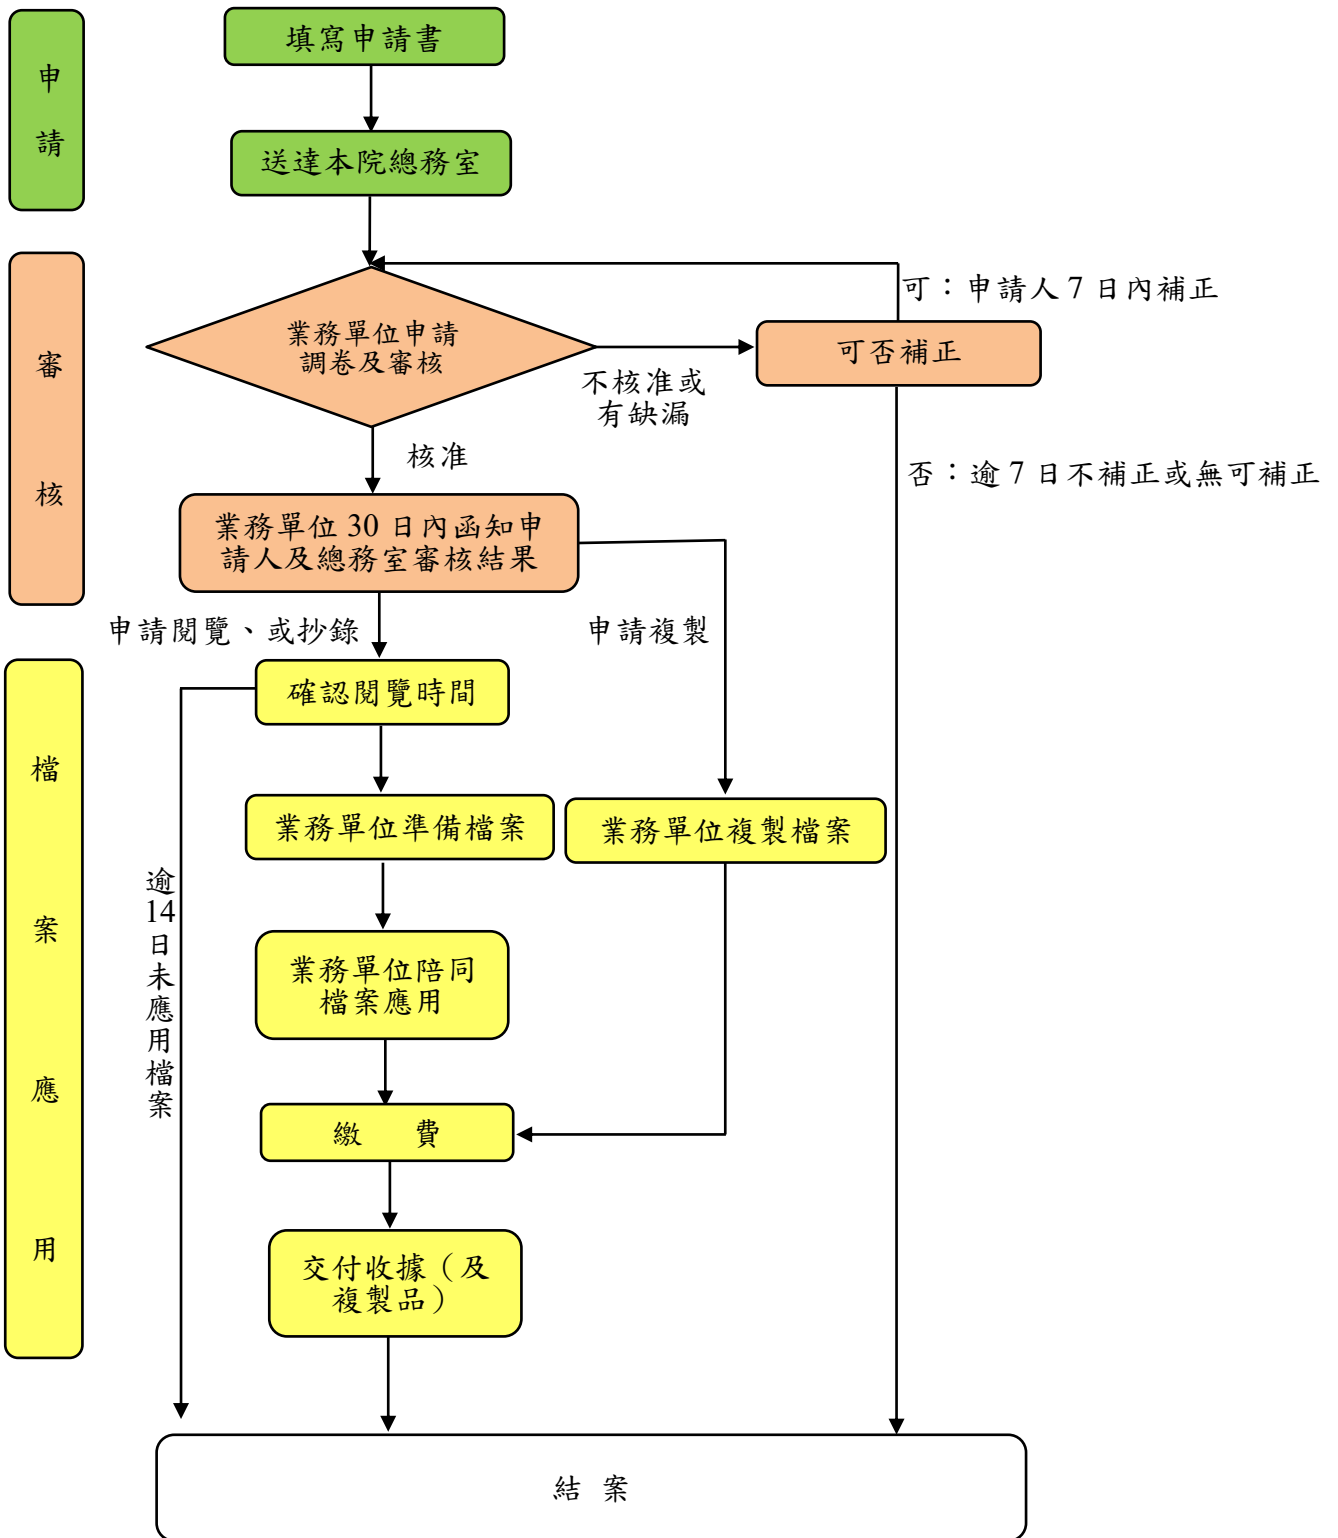 申
請
填寫申請書
送達本院總務室
審
核
業務單位申請
調卷及審核
可：申請人 7 日內補正
可否補正
不核准或
有缺漏
核准
否：逾 7 日不補正或無可補正
業務單位 30 日內函知申
請人及總務室審核結果
申請閱覽、或抄錄
申請複製
檔
案
應
用
確認閱覽時間
業務單位準備檔案
業務單位複製檔案
逾
14
日
未
應
用
檔
案
業務單位陪同
檔案應用
繳 費
交付收據（及
複製品）
結 案